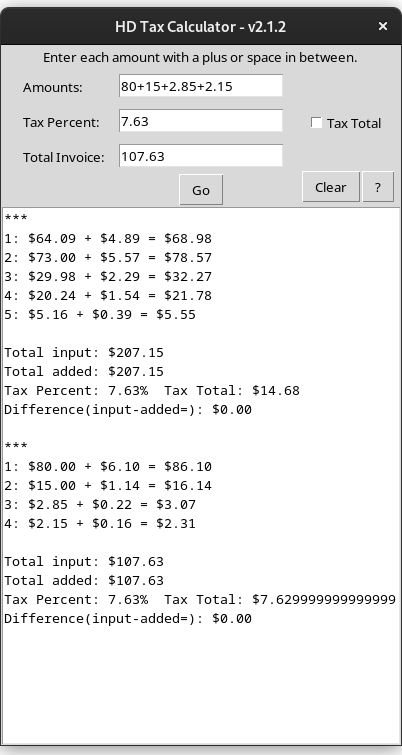 HD Tax Calculator - v2.1.2 ×
Enter each amount with a plus or space in between.
Amounts: 80+15+2.85+2.15
Tax Percent: 7.63 Tax Total
Total Invoice: 107.63
Go Clear ?
***
1: $64.09 + $4.89 = $68.98
2: $73.00 + $5.57 = $78.57
3: $29.98 + $2.29 = $32.27
4: $20.24 + $1.54 = $21.78
5: $5.16 + $0.39 = $5.55
Total input: $207.15
Total added: $207.15
Tax Percent: 7.63%  Tax Total: $14.68
Difference(input-added=): $0.00
***
1: $80.00 + $6.10 = $86.10
2: $15.00 + $1.14 = $16.14
3: $2.85 + $0.22 = $3.07
4: $2.15 + $0.16 = $2.31
Total input: $107.63
Total added: $107.63
Tax Percent: 7.63%  Tax Total: $7.629999999999999
Difference(input-added=): $0.00